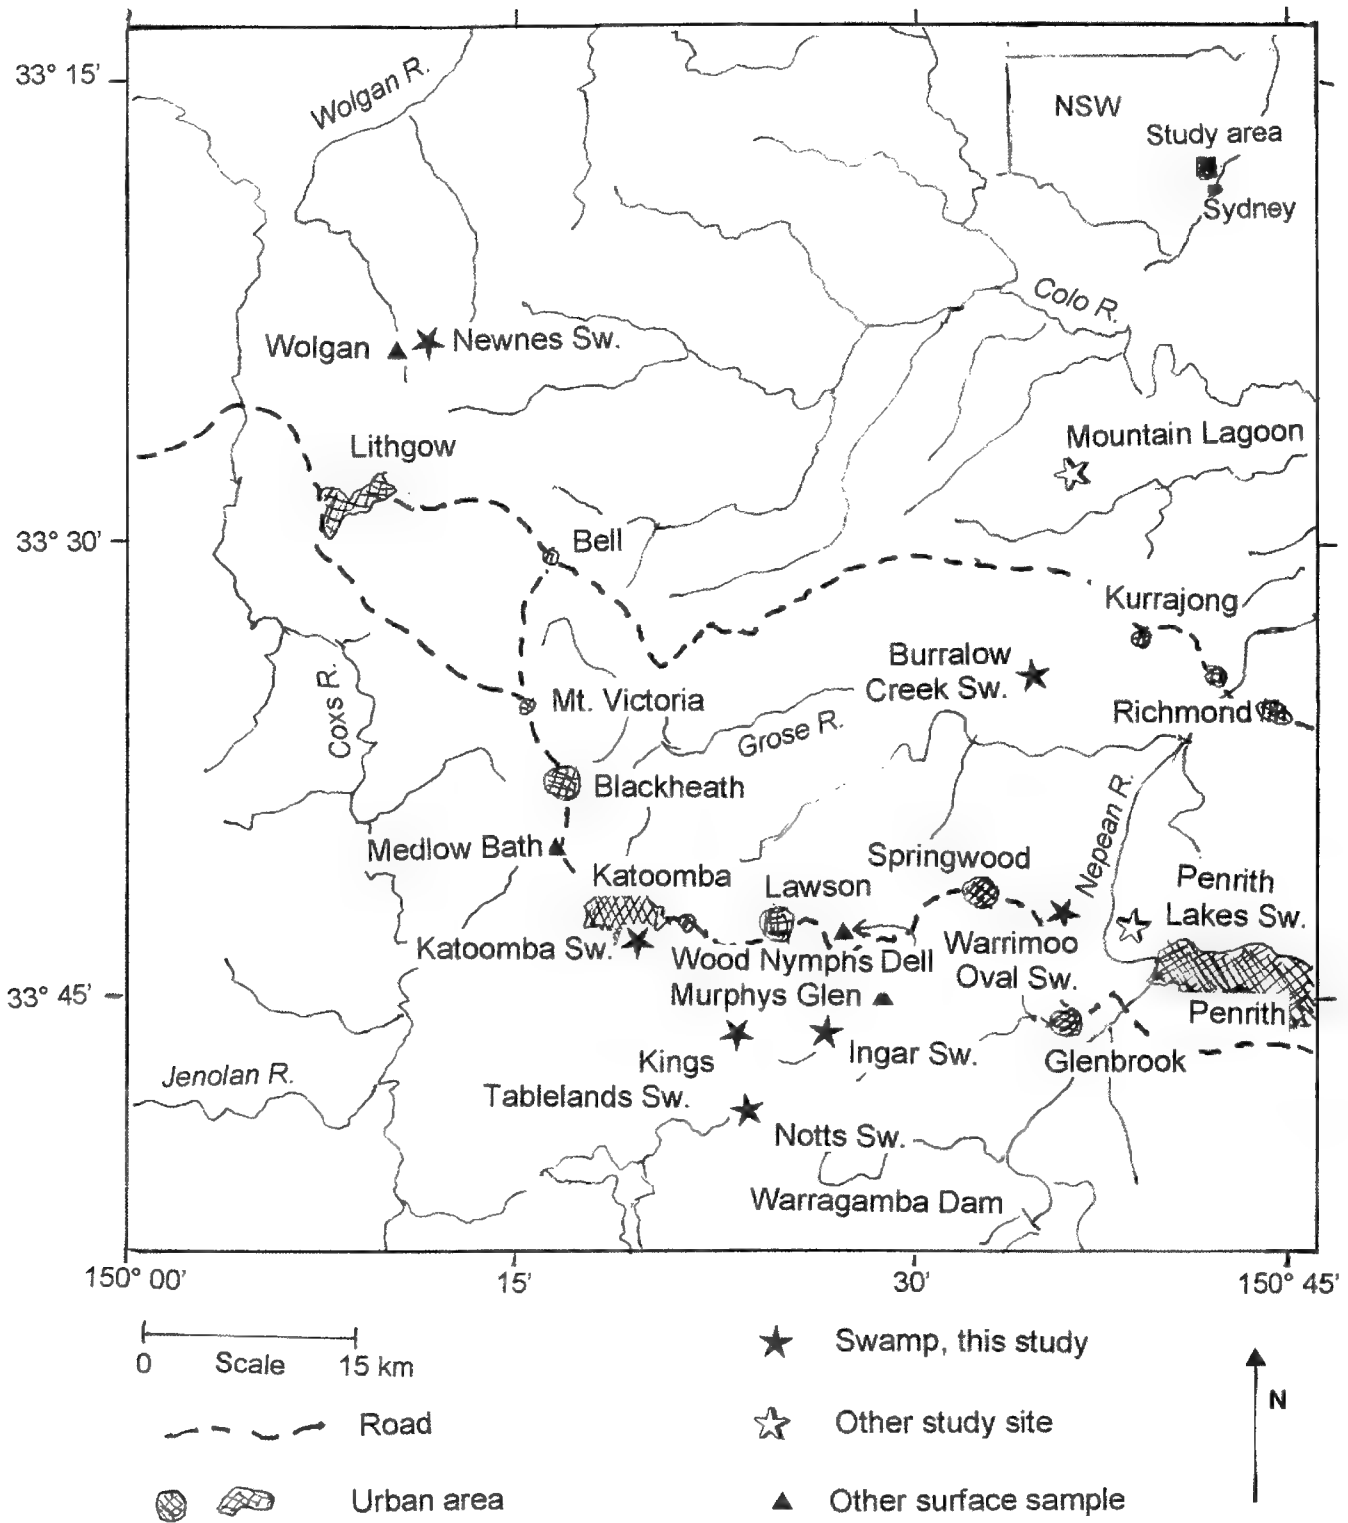 33° 15'
Wolgan R.
NSW
Study area
Sydney
Colo R.
Wolgan
Newnes Sw.
Lithgow
Mountain Lagoon
33° 30'
Bell
Kurrajong
Burralow
Creek Sw.
Coxs R.
Mt. Victoria
Grose R.
Richmond
Blackheath
Nepean R.
Medlow Bath
Katoomba
Lawson
Springwood
Penrith
Lakes Sw.
Katoomba Sw.
Wood Nymphs Dell
Warrimoo
Oval Sw.
33° 45'
Murphys Glen
Penrith
Kings
Tablelands Sw.
Ingar Sw.
Glenbrook
Jenolan R.
Notts Sw.
Warragamba Dam
150° 00'
15'
30'
150° 45'
0 Scale 15 km
Swamp, this study
Road
Other study site
N
Urban area
Other surface sample